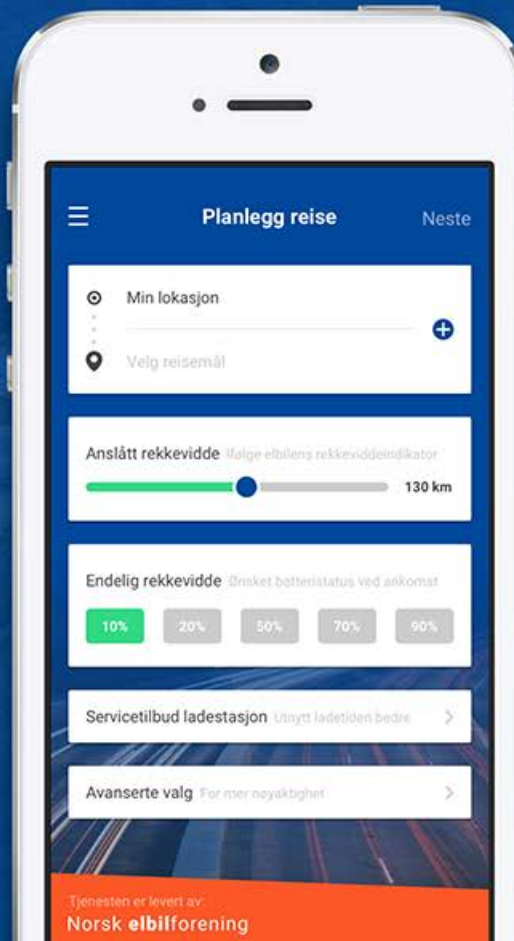 Planlegg reise
Neste
Min lokasjon
Velg reisemål
Anslått rekkevidde Ifølge elbilens rekkeviddeindikator
130 km
Endelig rekkevidde Ønsket batteristatus ved ankomst
10% 20% 50% 70% 90%
Servicetilbud ladestasjon Utnytt ladetiden bedre
Avanserte valg For mer nøyaktighet
Tjenesten er levert av:
Norsk elbilforening